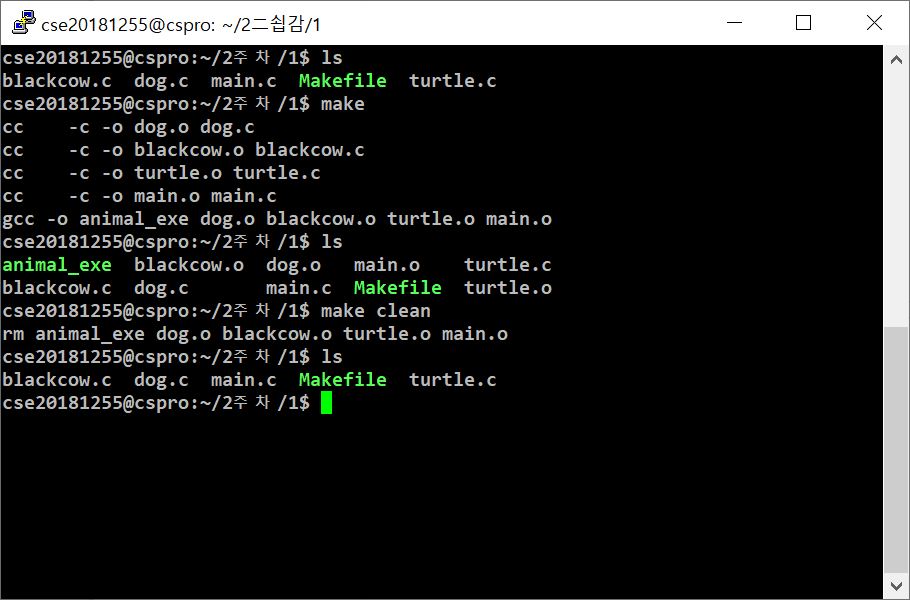 cse20181255@cspro: ~/2二쉽감/1
cse20181255@cspro:~/2주 차 /1$ ls
blackcow.c  dog.c  main.c  Makefile  turtle.c
cse20181255@cspro:~/2주 차 /1$ make
cc    -c -o dog.o dog.c
cc    -c -o blackcow.o blackcow.c
cc    -c -o turtle.o turtle.c
cc    -c -o main.o main.c
gcc -o animal_exe dog.o blackcow.o turtle.o main.o
cse20181255@cspro:~/2주 차 /1$ ls
animal_exe  blackcow.o  dog.o   main.o    turtle.c
blackcow.c  dog.c       main.c  Makefile  turtle.o
cse20181255@cspro:~/2주 차 /1$ make clean
rm animal_exe dog.o blackcow.o turtle.o main.o
cse20181255@cspro:~/2주 차 /1$ ls
blackcow.c  dog.c  main.c  Makefile  turtle.c
cse20181255@cspro:~/2주 차 /1$